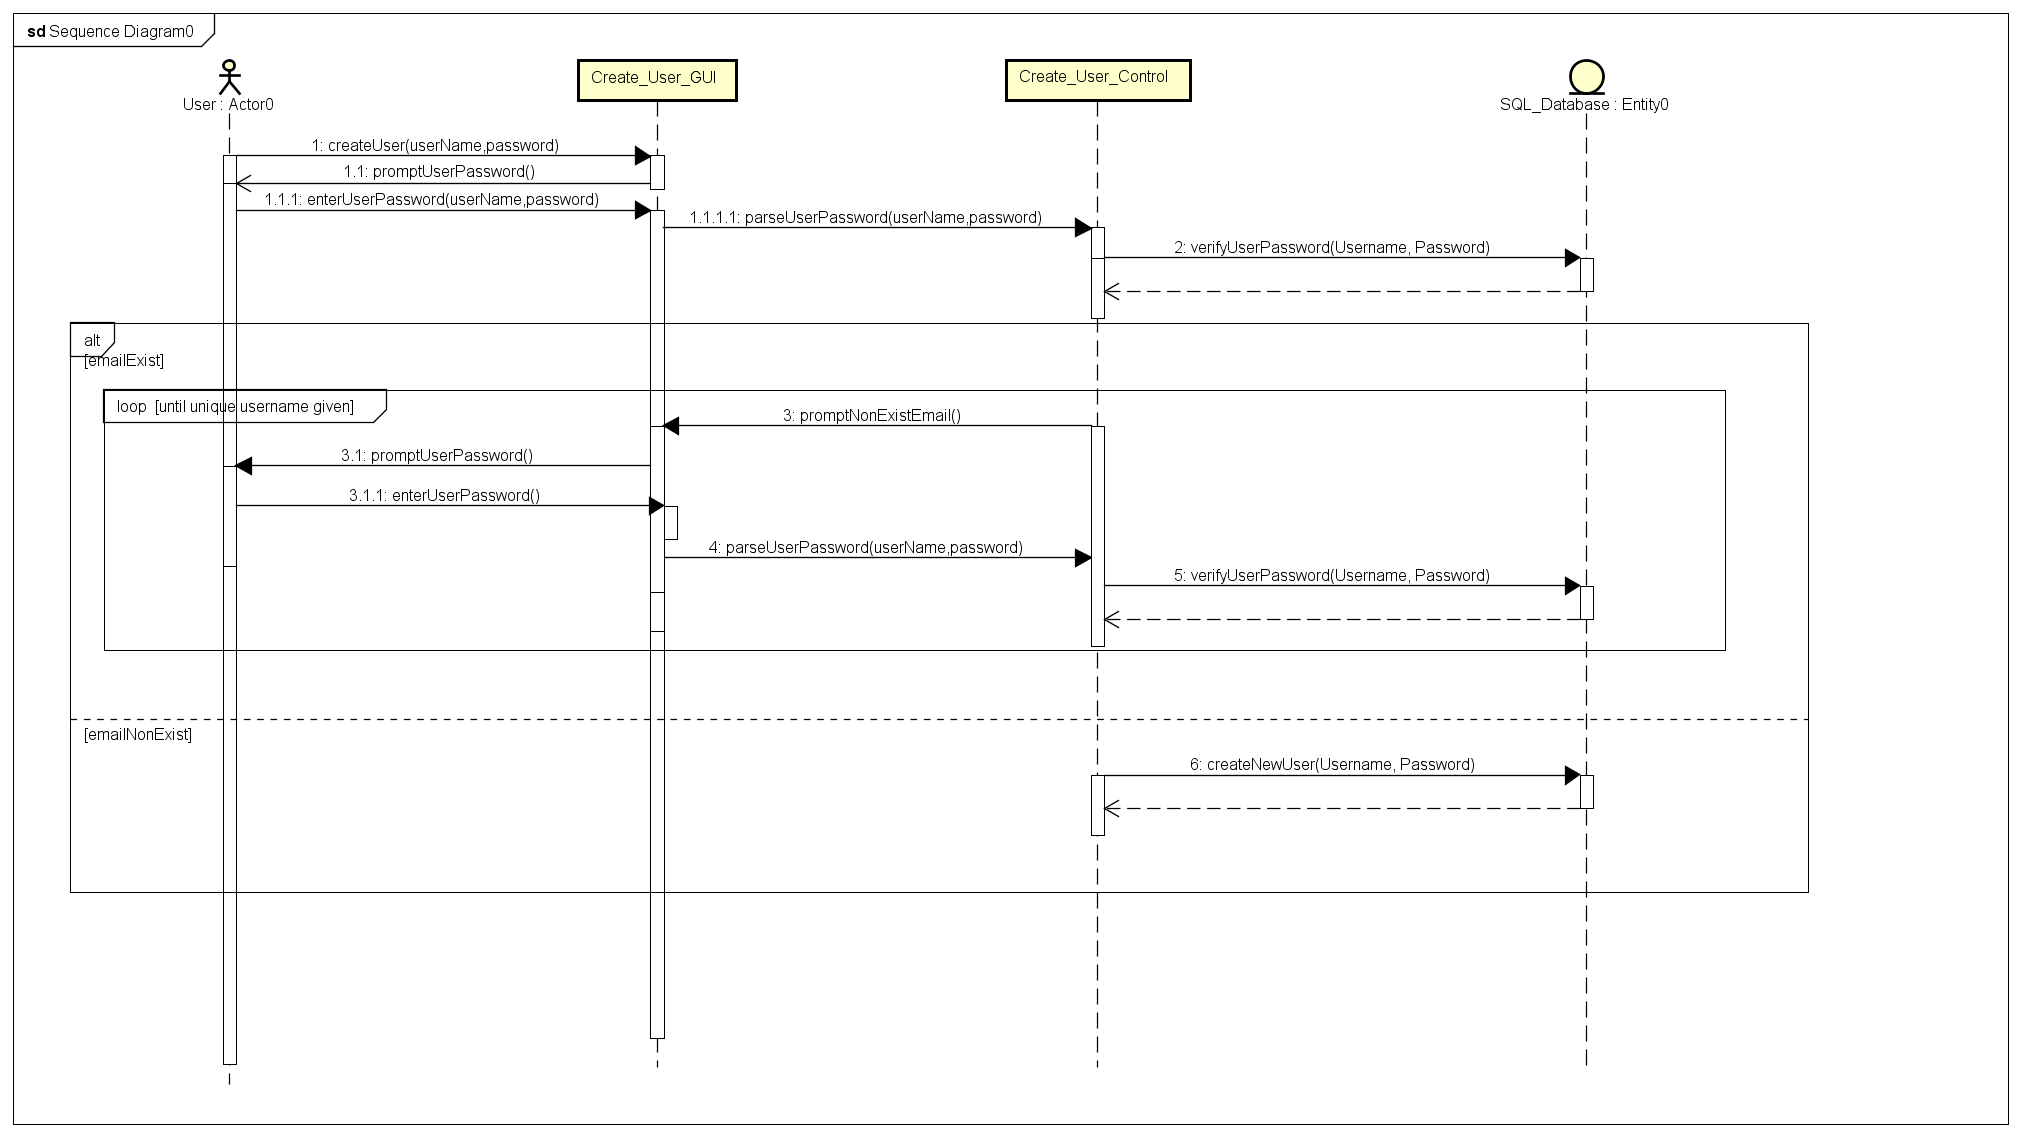 sd Sequence Diagram0
User : Actor0
Create_User_GUI
Create_User_Control
SQL_Database : Entity0
1: createUser(userName,password)
1.1: promptUserPassword()
1.1.1: enterUserPassword(userName,password)
1.1.1.1: parseUserPassword(userName,password)
2: verifyUserPassword(Username, Password)
alt
[emailExist]
loop [until unique username given]
3: promptNonExistEmail()
3.1: promptUserPassword()
3.1.1: enterUserPassword()
4: parseUserPassword(userName,password)
5: verifyUserPassword(Username, Password)
[emailNonExist]
6: createNewUser(Username, Password)